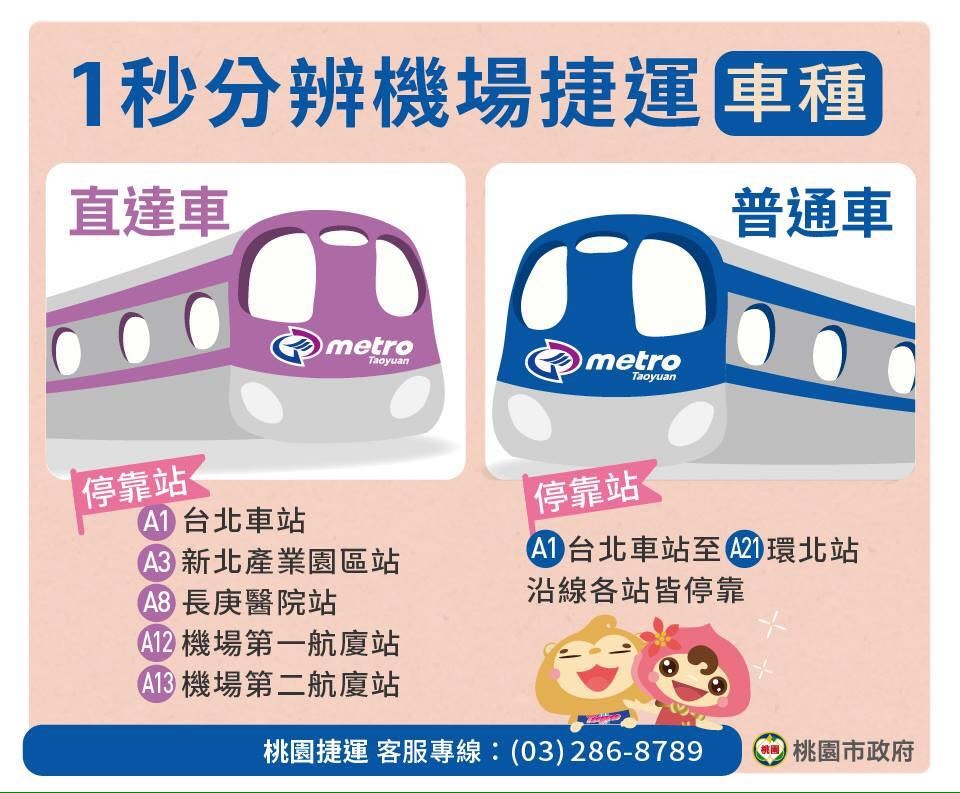 1秒分辨機場捷運 車種
直達車
metro
Taoyuan
停靠站
A1 台北車站
A3 新北產業園區站
A8 長庚醫院站
A12 機場第一航廈站
A13 機場第二航廈站
普通車
metro
Taoyuan
停靠站
A1 台北車站至 A21 環北站
沿線各站皆停靠
桃園捷運 客服專線：(03) 286-8789
桃園 桃園市政府